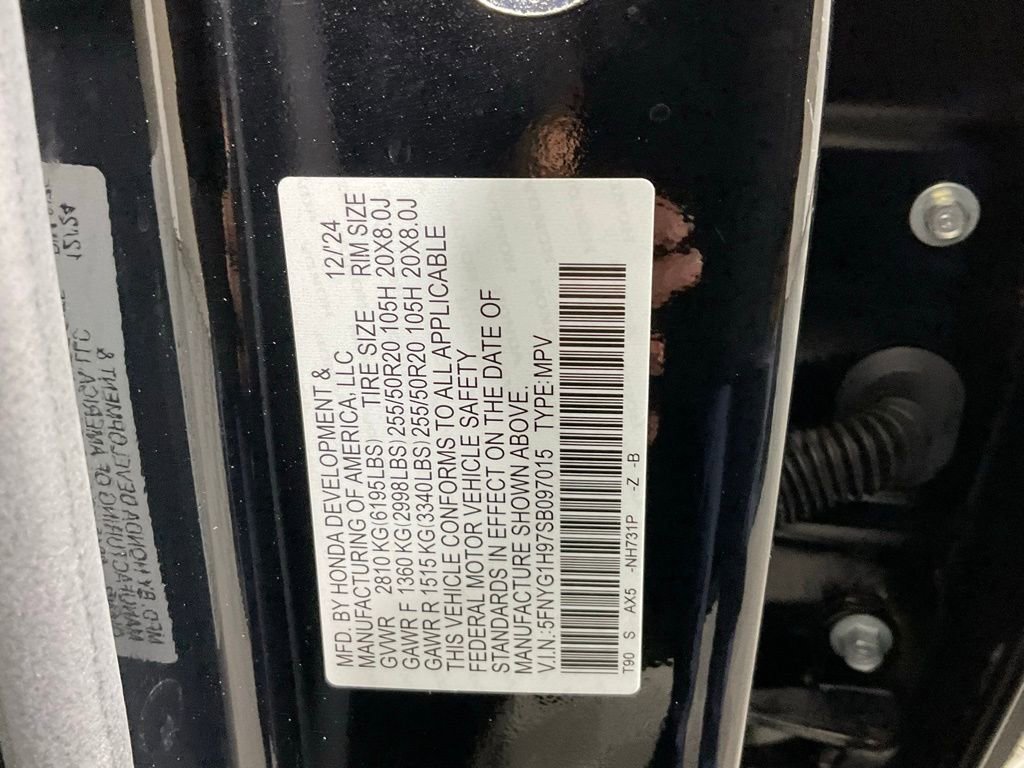 MFD. BY HONDA DEVELOPMENT &
MANUFACTURING OF AMERICA, LLC 12/'24
TIRE SIZE RIM SIZE
GVWR 2810 KG(6195LBS)
GAWR F 1360 KG(2998LBS) 255/50R20 105H 20X8.0J
GAWR R 1515 KG(3340LBS) 255/50R20 105H 20X8.0J
THIS VEHICLE CONFORMS TO ALL APPLICABLE
FEDERAL MOTOR VEHICLE SAFETY
STANDARDS IN EFFECT ON THE DATE OF
MANUFACTURE SHOWN ABOVE.
V.I.N.:5FNYG1H97SB097015 TYPE:MPV
T90 S AX5 -NH731P -Z -B